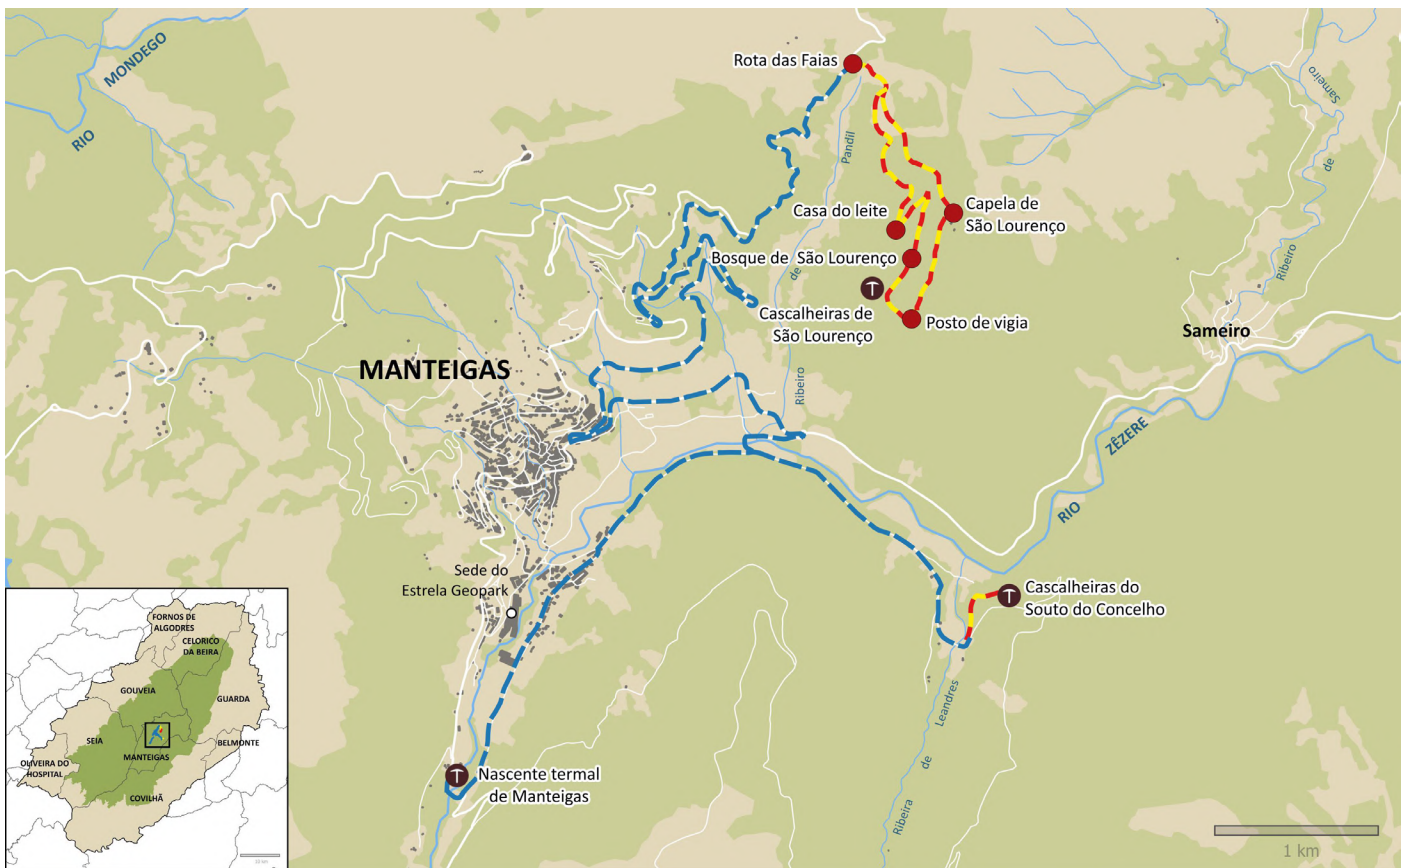 MONDEGO
RIO
Rota das Faias
Pandil
de
Ribeiro
Sameiro
de
Ribeiro
Casa do leite
Capela de
São Lourenço
Bosque de São Lourenço
Cascalheiras de
São Lourenço
Posto de vigia
Sameiro
MANTEIGAS
ZÊZERE
RIO
Sede do
Estrela Geopark
Cascalheiras do
Souto do Concelho
Leandres
de
Ribeira
Nascente termal
de Manteigas
1 km
FORNOS DE
ALGODRES
CELORICO
DA BEIRA
GOUVEIA
GUARDA
SEIA
MANTEIGAS
BELMONTE
OLIVEIRA DO
HOSPITAL
COVILHÃ
10 km